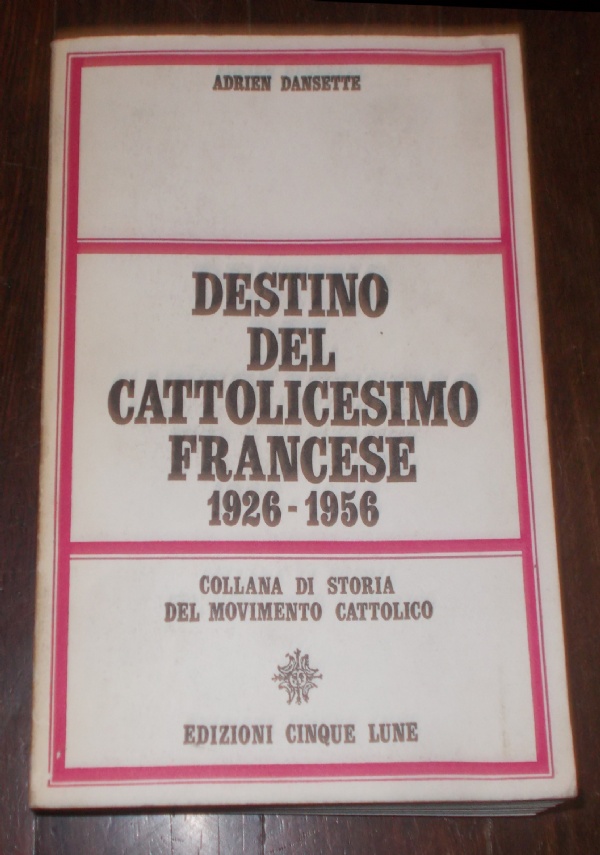 ADRIEN DANSETTE
DESTINO
DEL
CATTOLICESIMO
FRANCESE
1926 - 1956
COLLANA DI STORIA
DEL MOVIMENTO CATTOLICO
EDIZIONI CINQUE LUNE